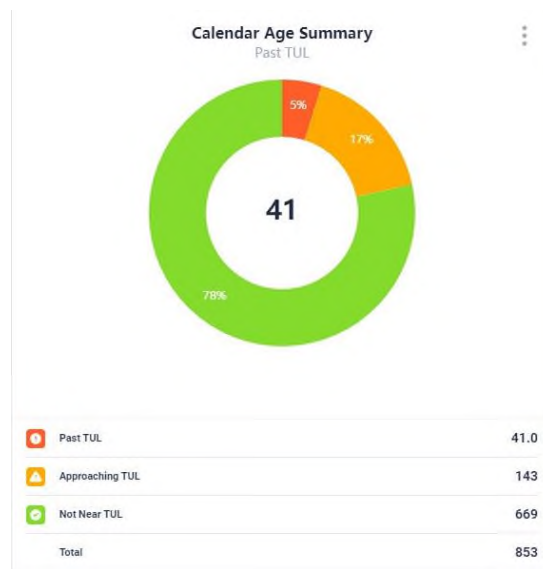 Calendar Age Summary
Past TUL
5%
17%
41
78%
Past TUL 41.0
Approaching TUL 143
Not Near TUL 669
Total 853